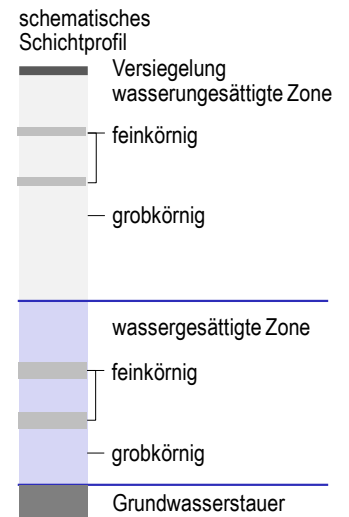 schematisches
Schichtprofil
Versiegelung
wasserungesättigte Zone
feinkörnig
grobkörnig
wassergesättigte Zone
feinkörnig
grobkörnig
Grundwasserstauer